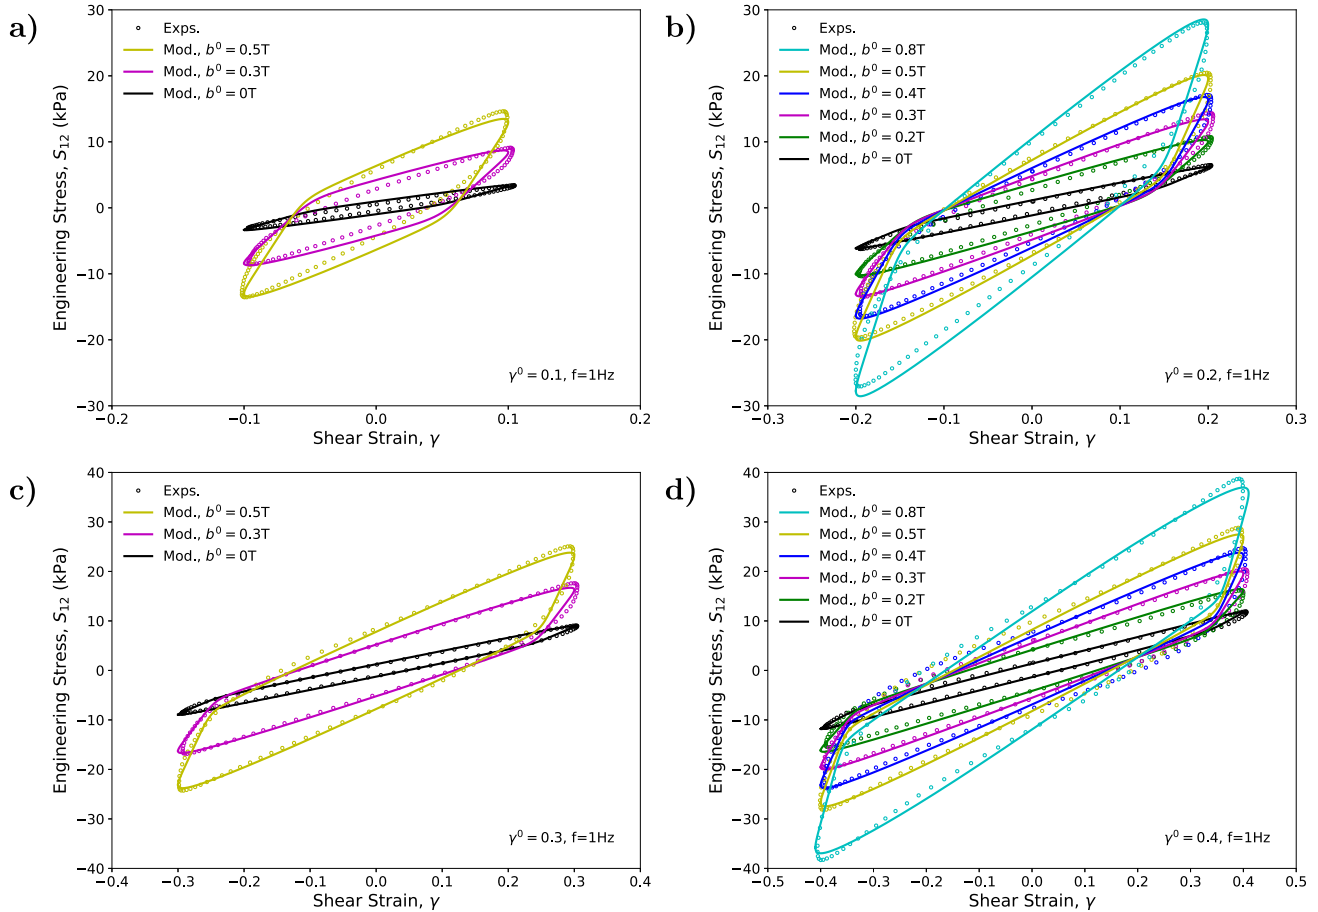 a)
Engineering Stress, S₁₂ (kPa)
30
20
10
0
−10
−20
−30
Exps.
Mod., b⁰ = 0.5T
Mod., b⁰ = 0.3T
Mod., b⁰ = 0T
γ⁰ = 0.1, f=1Hz
−0.2 −0.1 0.0 0.1 0.2
Shear Strain, γ
b)
Engineering Stress, S₁₂ (kPa)
30
20
10
0
−10
−20
−30
Exps.
Mod., b⁰ = 0.8T
Mod., b⁰ = 0.5T
Mod., b⁰ = 0.4T
Mod., b⁰ = 0.3T
Mod., b⁰ = 0.2T
Mod., b⁰ = 0T
γ⁰ = 0.2, f=1Hz
−0.3 −0.2 −0.1 0.0 0.1 0.2 0.3
Shear Strain, γ
c)
Engineering Stress, S₁₂ (kPa)
40
30
20
10
0
−10
−20
−30
−40
Exps.
Mod., b⁰ = 0.5T
Mod., b⁰ = 0.3T
Mod., b⁰ = 0T
γ⁰ = 0.3, f=1Hz
−0.4 −0.3 −0.2 −0.1 0.0 0.1 0.2 0.3 0.4
Shear Strain, γ
d)
Engineering Stress, S₁₂ (kPa)
40
30
20
10
0
−10
−20
−30
−40
Exps.
Mod., b⁰ = 0.8T
Mod., b⁰ = 0.5T
Mod., b⁰ = 0.4T
Mod., b⁰ = 0.3T
Mod., b⁰ = 0.2T
Mod., b⁰ = 0T
γ⁰ = 0.4, f=1Hz
−0.5 −0.4 −0.3 −0.2 −0.1 0.0 0.1 0.2 0.3 0.4 0.5
Shear Strain, γ